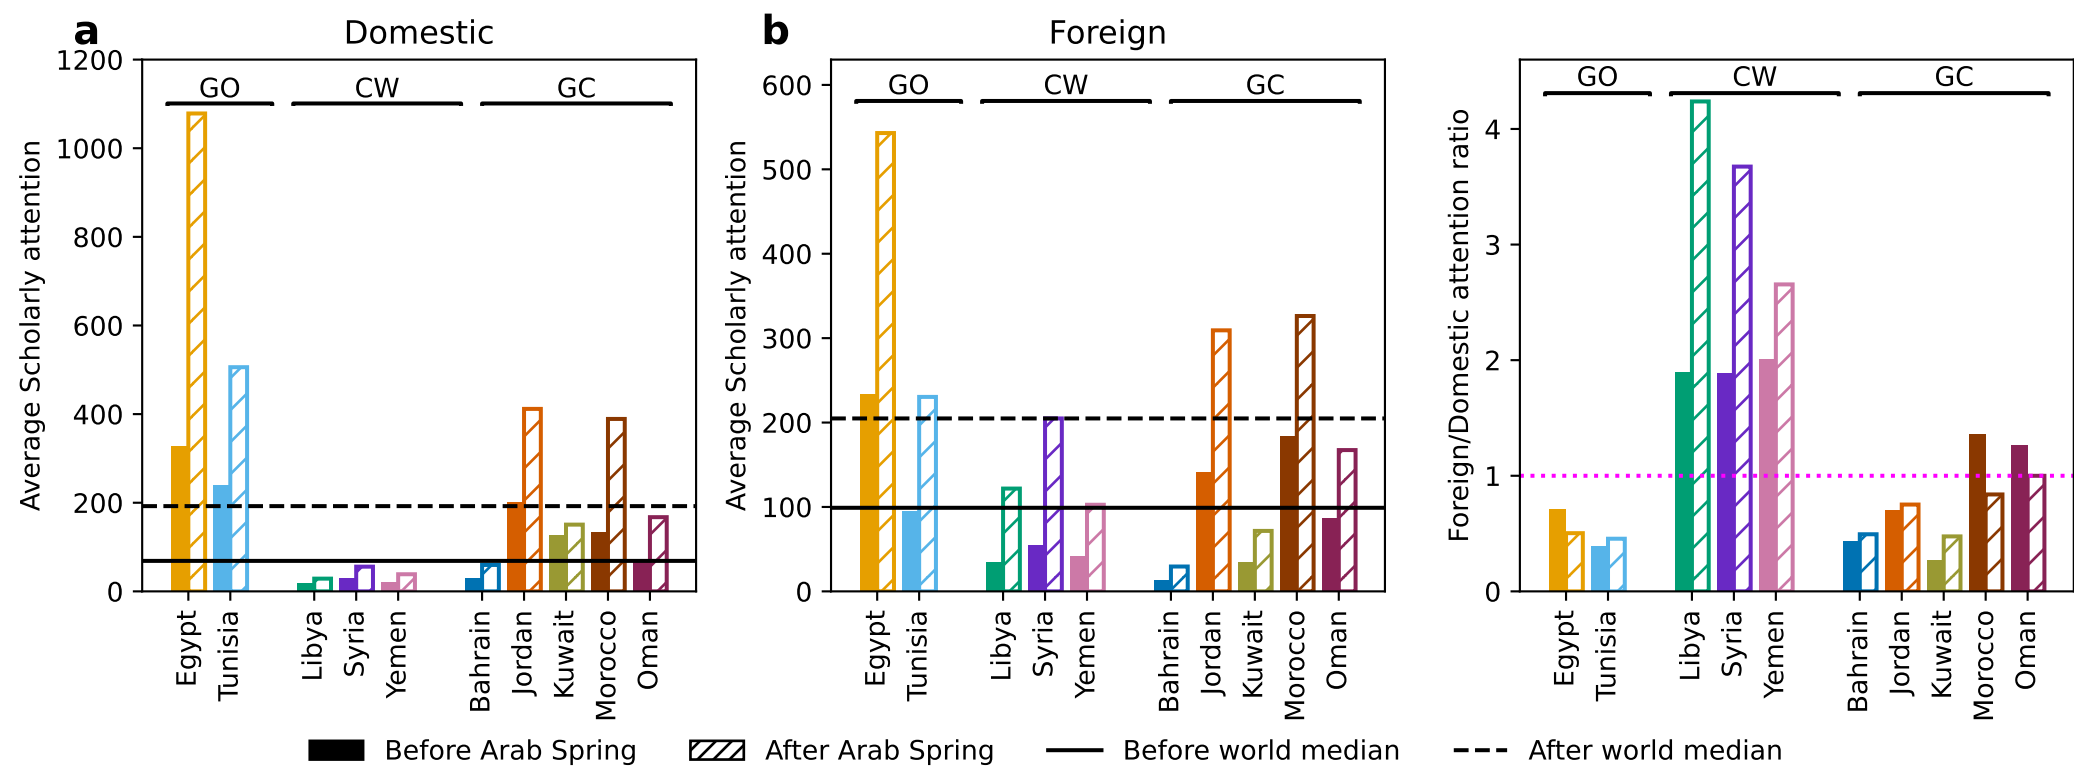 a
Domestic
1200
1000
800
600
400
200
0
Average Scholarly attention
GO
CW
GC
Egypt
Tunisia
Libya
Syria
Yemen
Bahrain
Jordan
Kuwait
Morocco
Oman
b
Foreign
600
500
400
300
200
100
0
Average Scholarly attention
GO
CW
GC
Egypt
Tunisia
Libya
Syria
Yemen
Bahrain
Jordan
Kuwait
Morocco
Oman
4
3
2
1
0
Foreign/Domestic attention ratio
GO
CW
GC
Egypt
Tunisia
Libya
Syria
Yemen
Bahrain
Jordan
Kuwait
Morocco
Oman
Before Arab Spring
After Arab Spring
Before world median
After world median